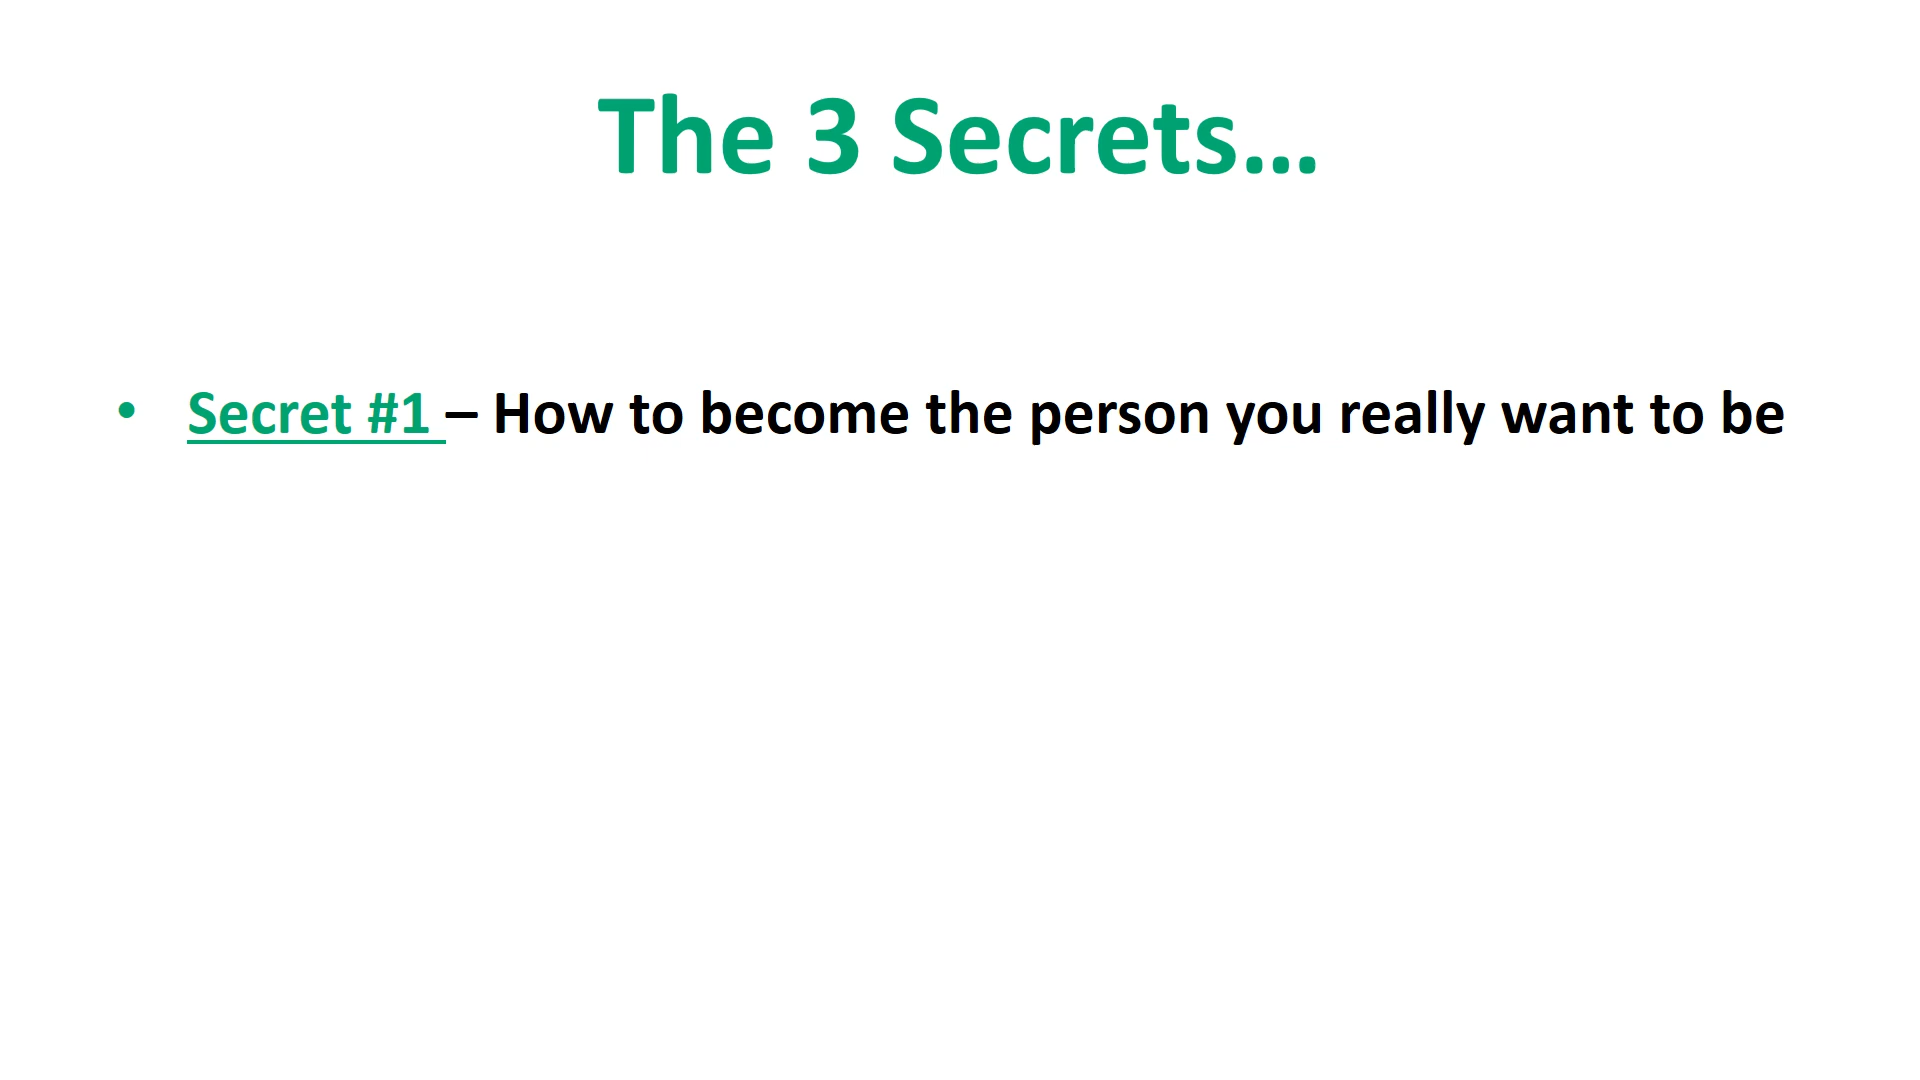 The 3 Secrets...
• Secret #1 – How to become the person you really want to be